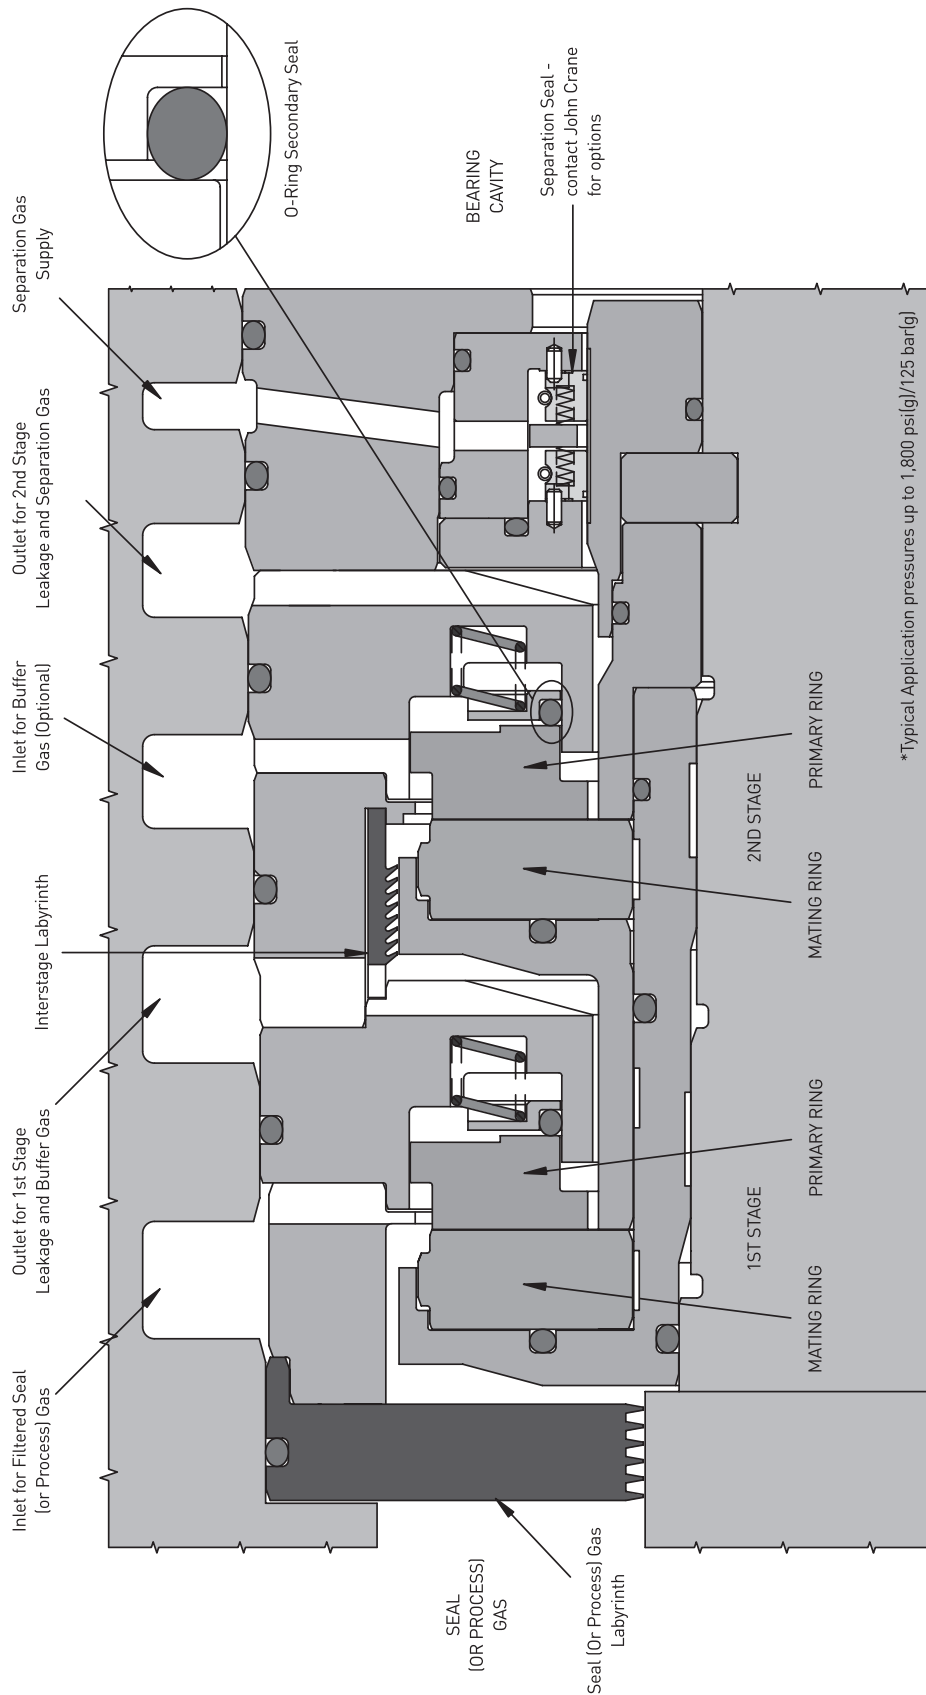 Inlet for Filtered Seal
(or Process) Gas
Outlet for 1st Stage
Leakage and Buffer Gas
Interstage Labyrinth
Inlet for Buffer
Gas (Optional)
Outlet for 2nd Stage
Leakage and Separation Gas
Separation Gas
Supply
O-Ring Secondary Seal
SEAL
(OR PROCESS)
GAS
BEARING
CAVITY
Seal (Or Process) Gas
Labyrinth
Separation Seal -
contact John Crane
for options
1ST STAGE
2ND STAGE
MATING RING
PRIMARY RING
MATING RING
PRIMARY RING
*Typical Application pressures up to 1,800 psi(g)/125 bar(g)